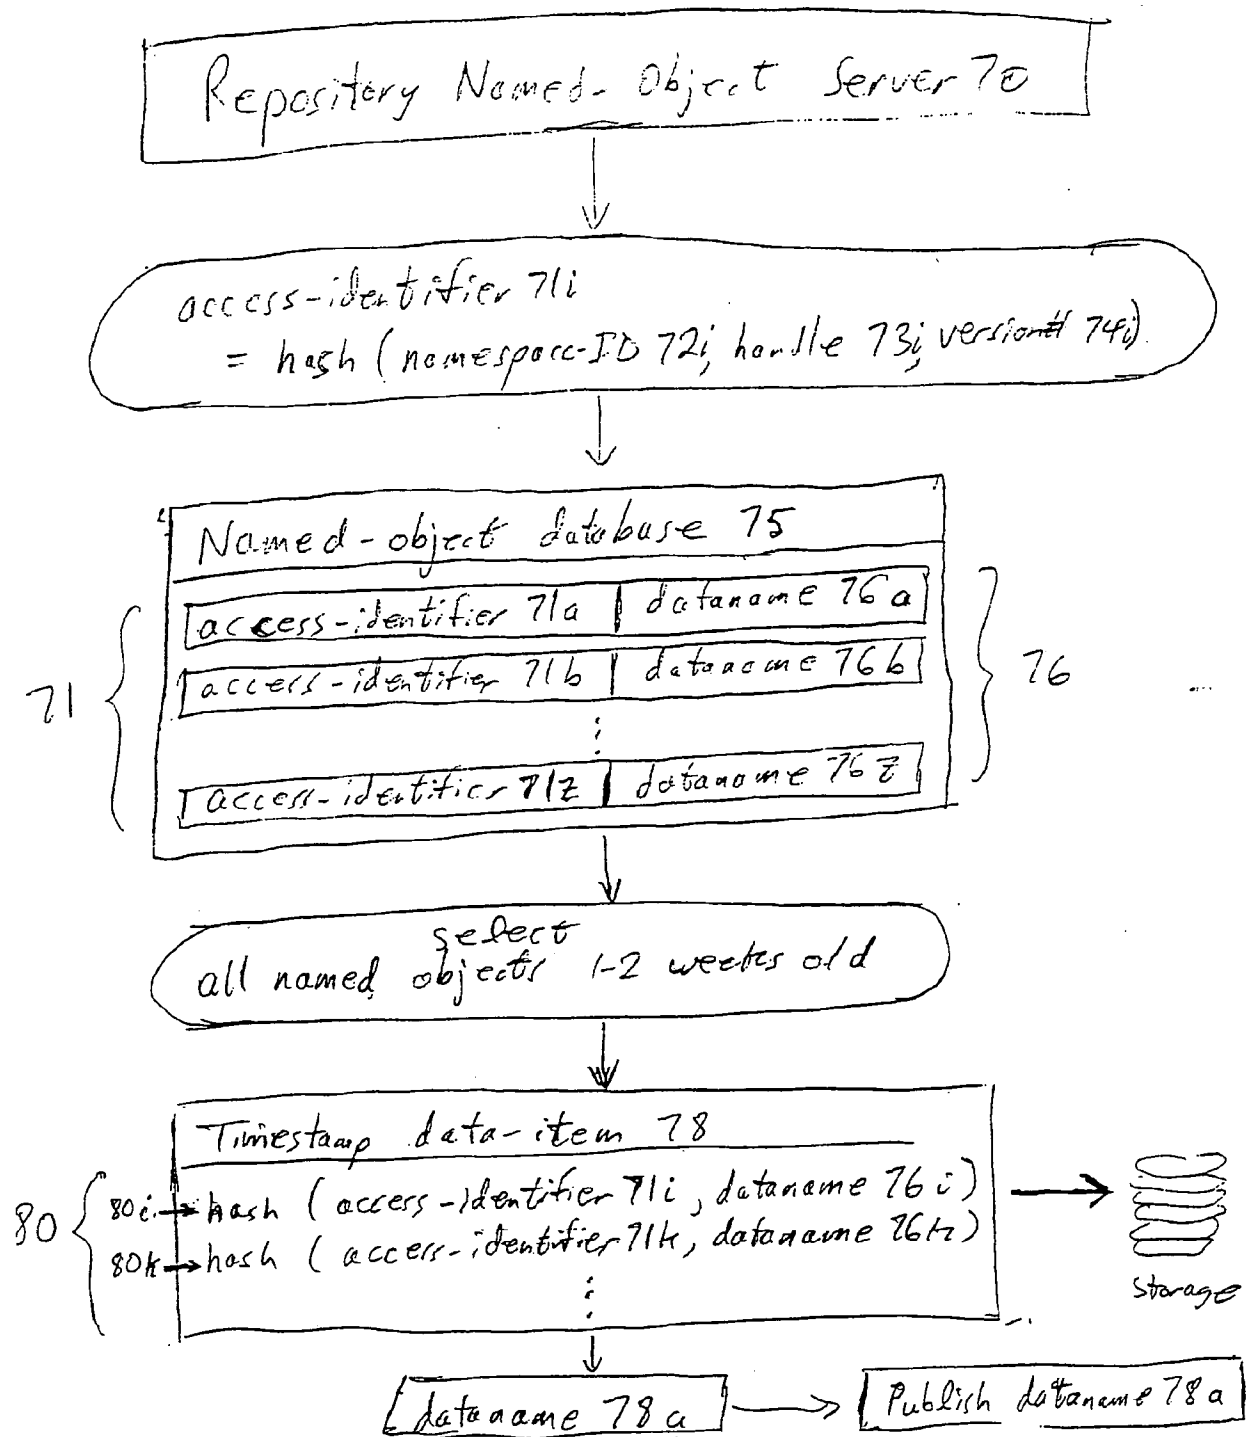 Repository Named-Object Server 70
access-identifier 71i
= hash (namespace-ID 72i, handle 73i, version# 74i)
Named-object database 75
access-identifier 71a | dataname 76a
access-identifier 71b | dataname 76b
71
76
access-identifier 71z | dataname 76z
select
all named objects 1-2 weeks old
Timestamp data-item 78
80
80i → hash (access-identifier 71i, dataname 76i)
80k → hash (access-identifier 71k, dataname 76k)
storage
dataname 78a
Publish dataname 78a